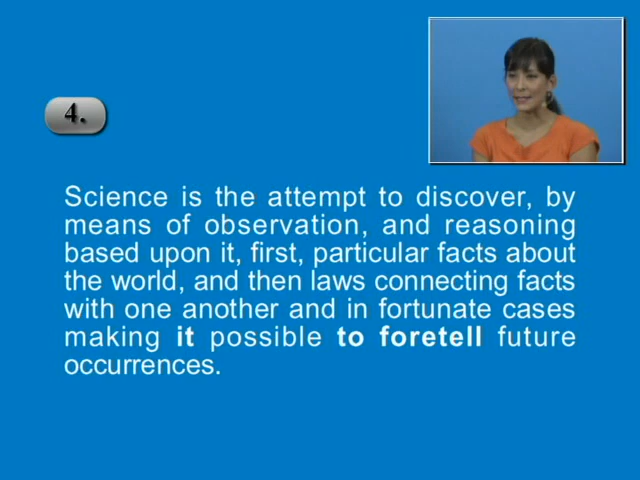 4.
Science is the attempt to discover, by
means of observation, and reasoning
based upon it, first, particular facts about
the world, and then laws connecting facts
with one another and in fortunate cases
making it possible to foretell future
occurrences.